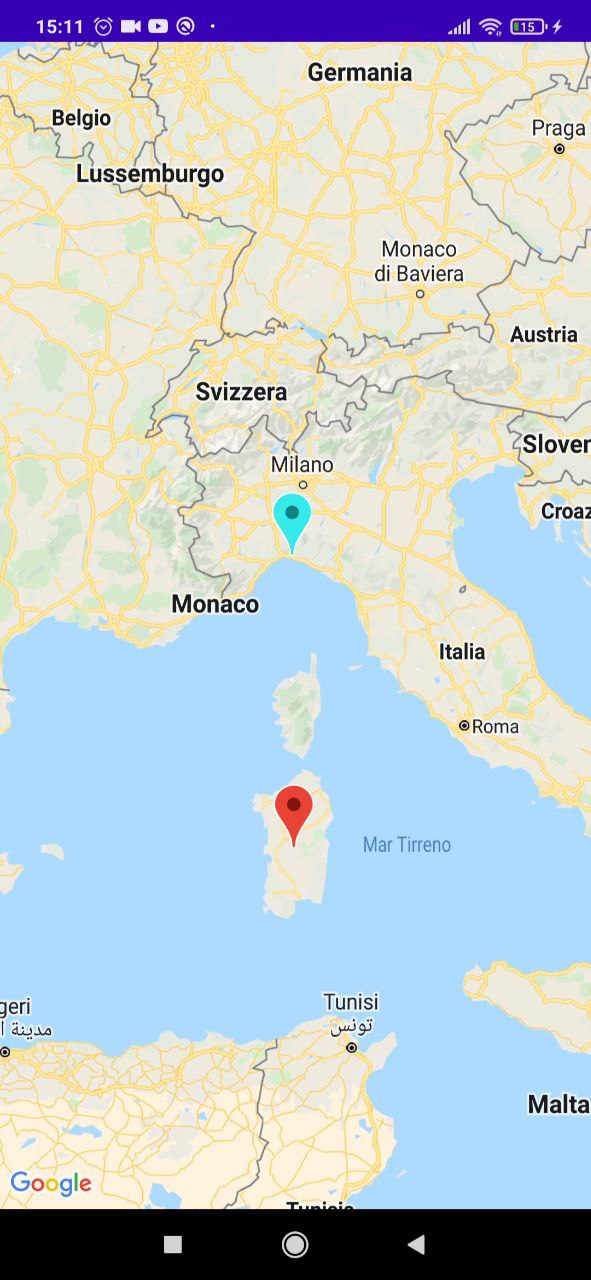 15:11
15
Germania
Belgio
Praga
Lussemburgo
Monaco
di Baviera
Austria
Svizzera
Sloven
Milano
Croaz
Monaco
Italia
Roma
Mar Tirreno
geri
مدينة ا
Tunisi
تونس
Malta
Google
Tunisia